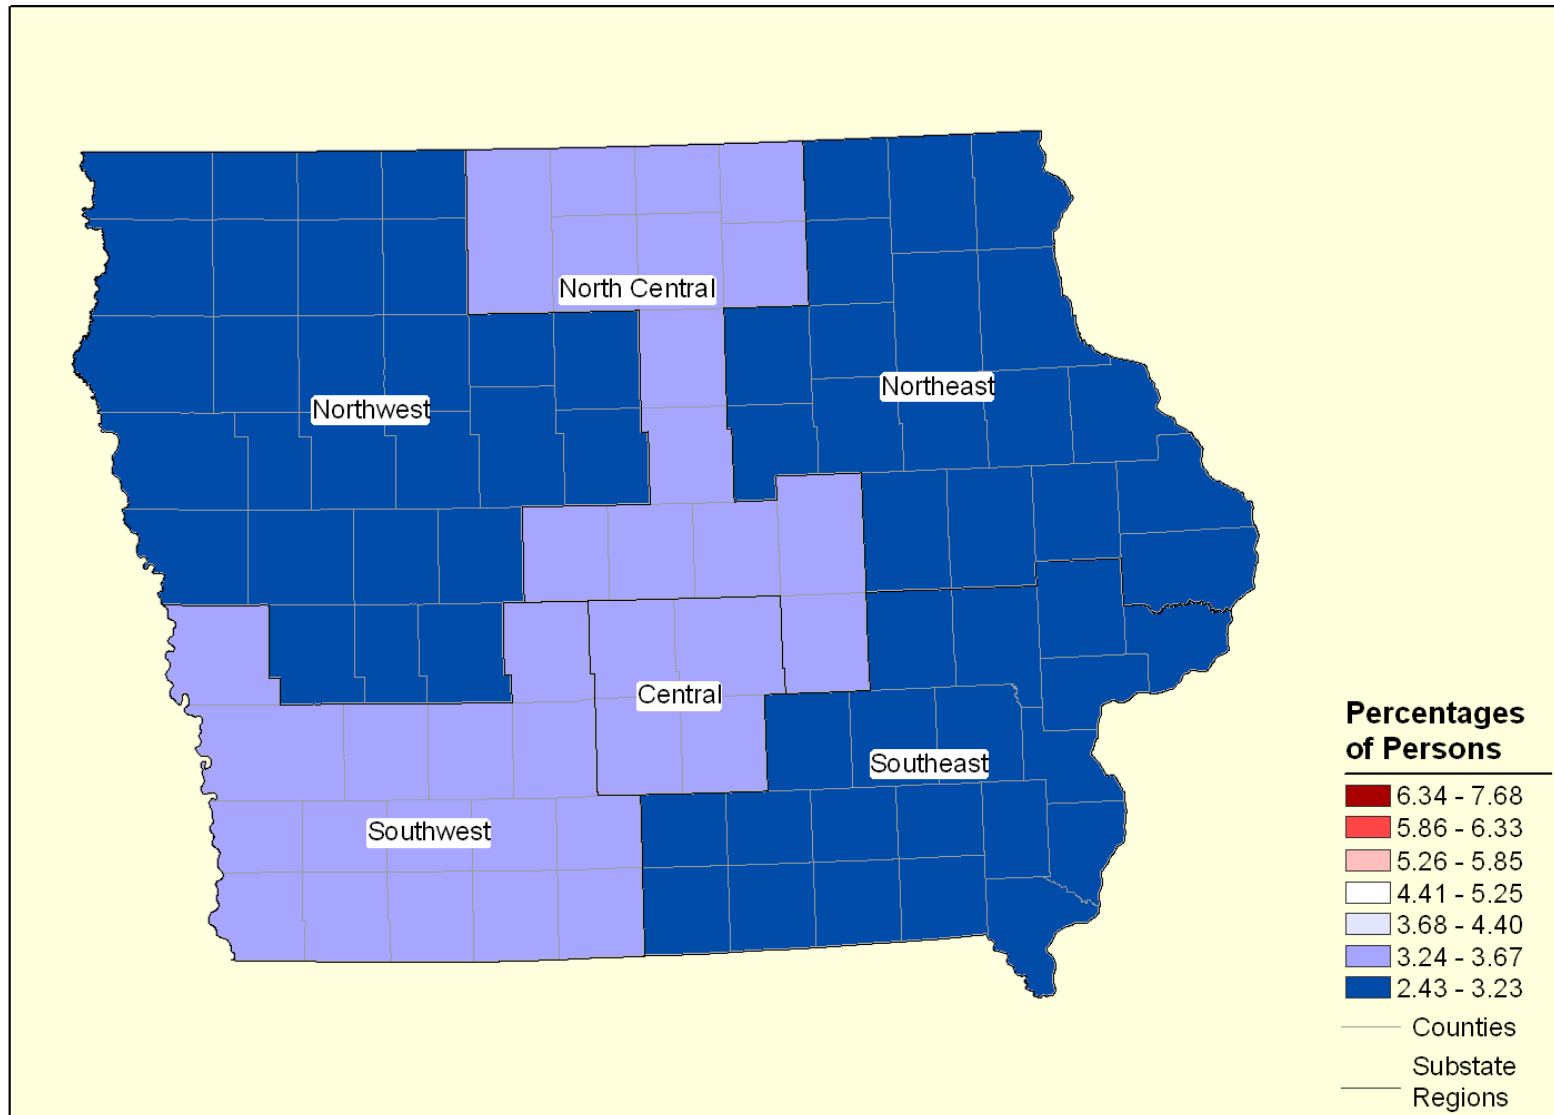 North Central
Northeast
Northwest
Central
Southeast
Southwest
Percentages
of Persons
6.34 - 7.68
5.86 - 6.33
5.26 - 5.85
4.41 - 5.25
3.68 - 4.40
3.24 - 3.67
2.43 - 3.23
Counties
Substate
Regions